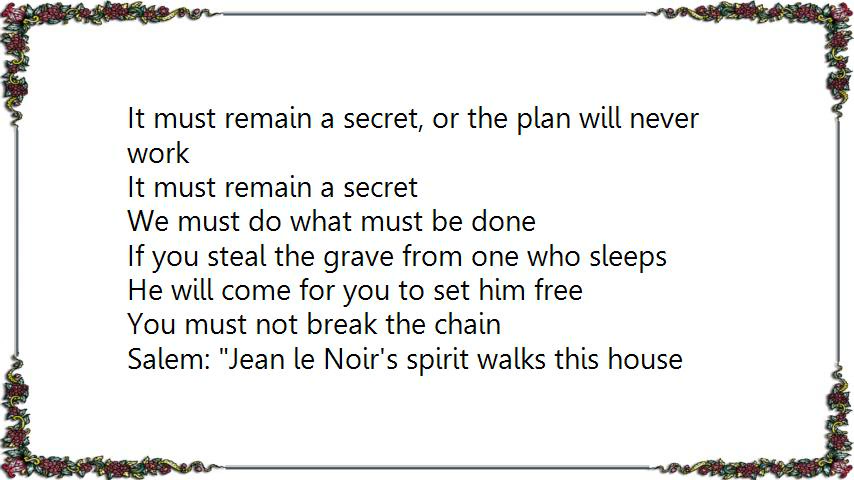 It must remain a secret, or the plan will never
work
It must remain a secret
We must do what must be done
If you steal the grave from one who sleeps
He will come for you to set him free
You must not break the chain
Salem: "Jean le Noir's spirit walks this house